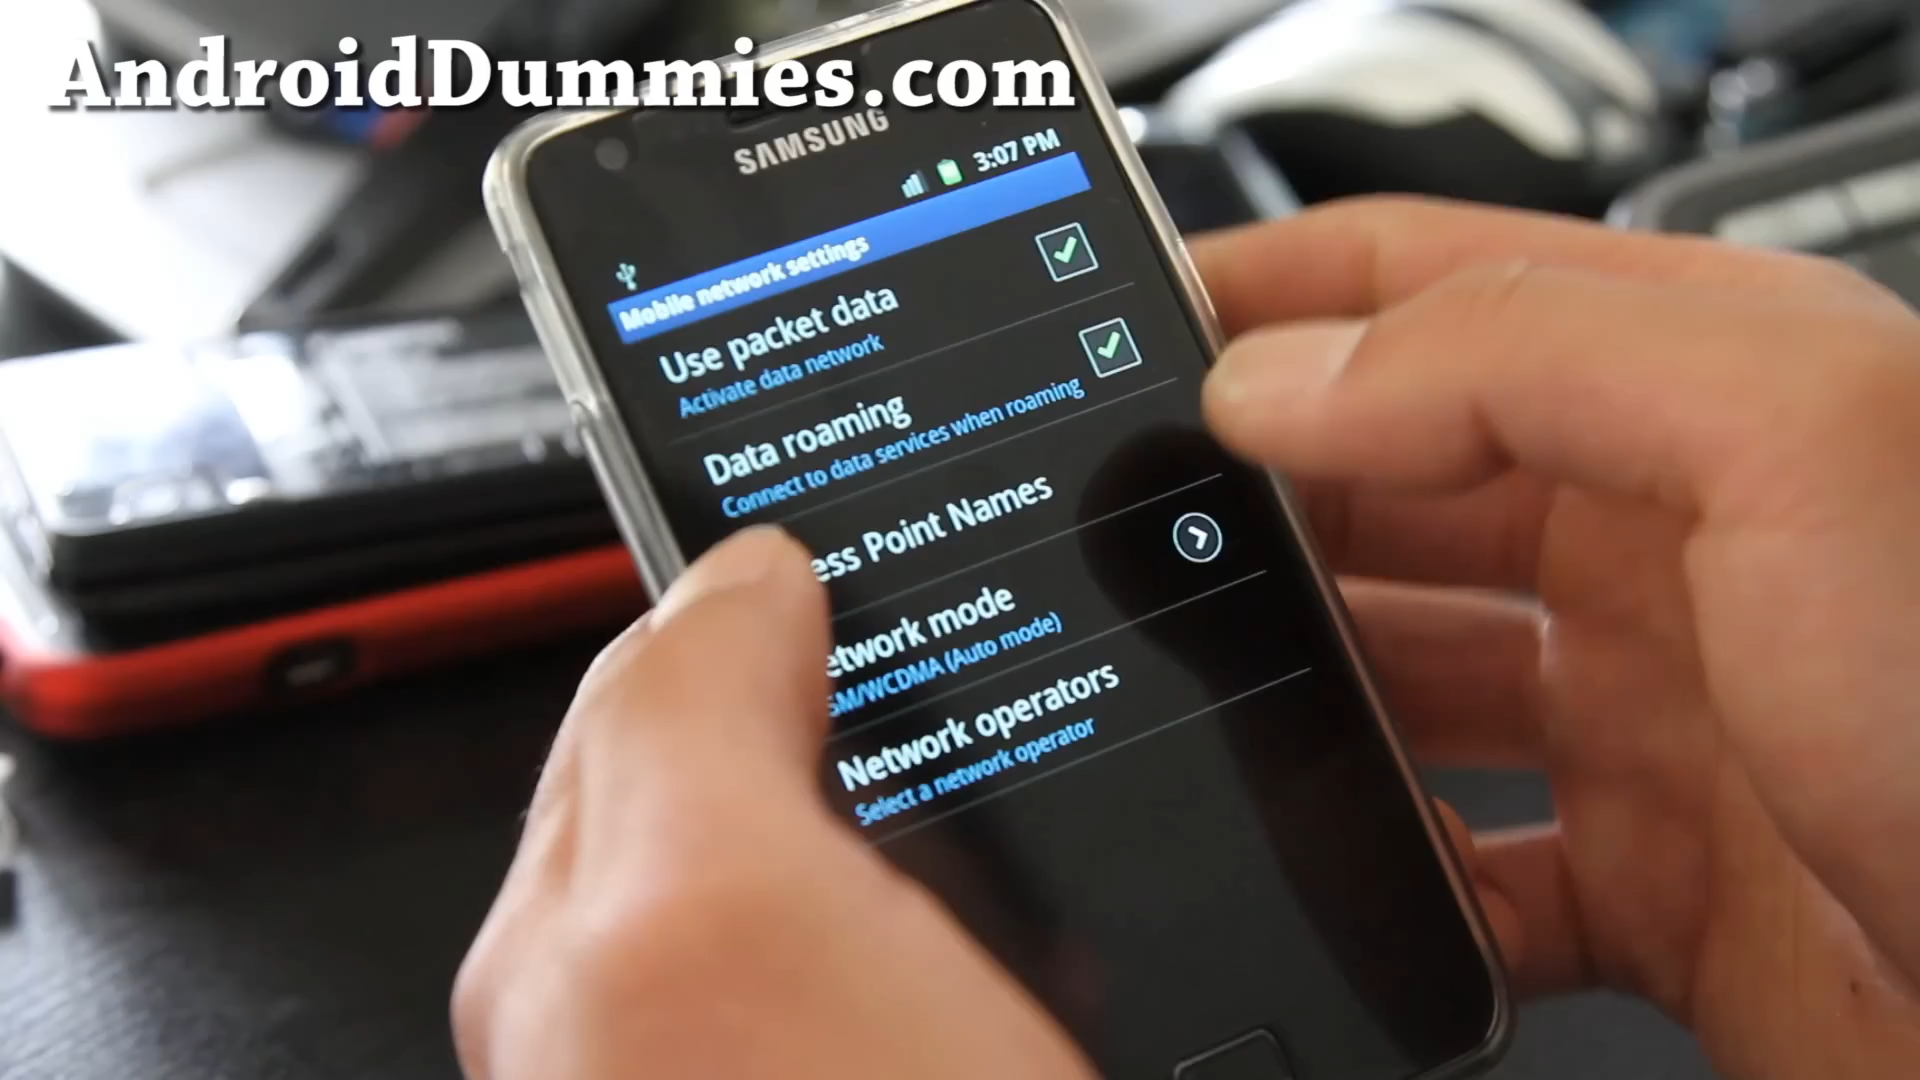 AndroidDummies.com
SAMSUNG
3:07 PM
Mobile network settings
Use packet data
Activate data network
Data roaming
Connect to data services when roaming
ess Point Names
etwork mode
SM/WCDMA (Auto mode)
Network operators
Select a network operator